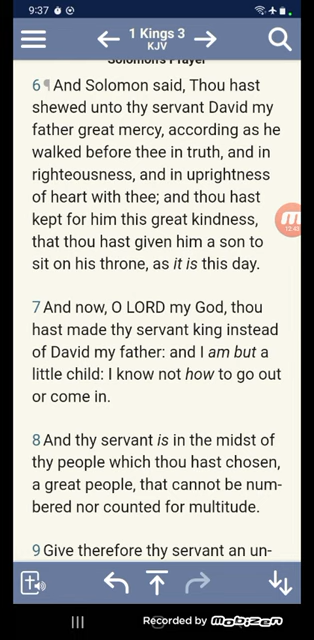 9:37
1 Kings 3
KJV
Solomon's Prayer
6 ¶ And Solomon said, Thou hast
shewed unto thy servant David my
father great mercy, according as he
walked before thee in truth, and in
righteousness, and in uprightness
of heart with thee; and thou hast
kept for him this great kindness,
that thou hast given him a son to
sit on his throne, as it is this day.
7 And now, O LORD my God, thou
hast made thy servant king instead
of David my father: and I am but a
little child: I know not how to go out
or come in.
8 And thy servant is in the midst of
thy people which thou hast chosen,
a great people, that cannot be num-
bered nor counted for multitude.
9 Give therefore thy servant an un-
Recorded by mobizen